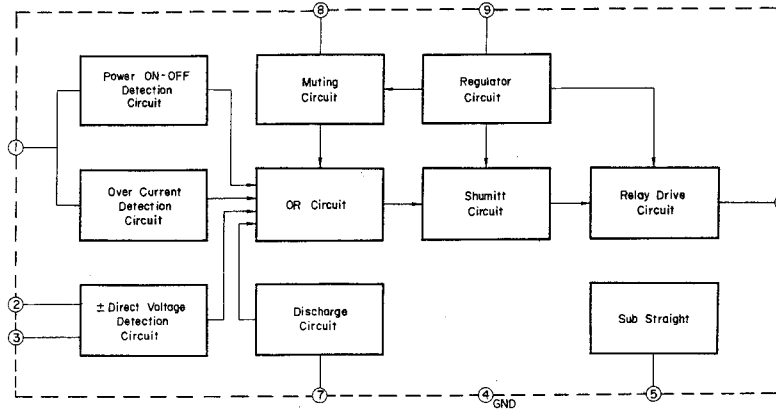 8
9
Power ON-OFF
Detection
Circuit
Muting
Circuit
Regulator
Circuit
1
Over Current
Detection
Circuit
OR Circuit
Shumitt
Circuit
Relay Drive
Circuit
2
3
± Direct Voltage
Detection
Circuit
Discharge
Circuit
Sub Straight
7
4
GND
5